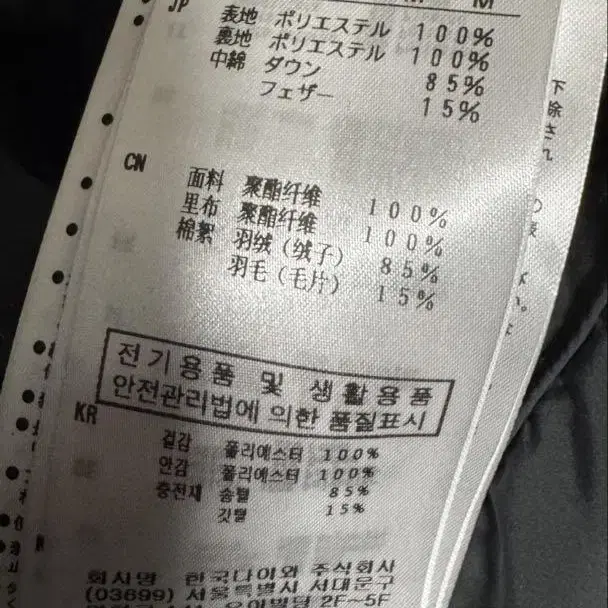 M
JP
表地 ポリエステル 100%
裏地 ポリエステル 100%
中綿 ダウン 85%
フェザー 15%
CN
面料 聚酯纤维 100%
里布 聚酯纤维 100%
棉絮 羽绒(绒子) 85%
羽毛(毛片) 15%
전기용품 및 생활용품
안전관리법에 의한 품질표시
KR
겉감 폴리에스터 100%
안감 폴리에스터 100%
충전재 솜털 85%
깃털 15%
회사명 한국다이와 주식회사
(03699) 서울특별시 서대문구
2F~5F